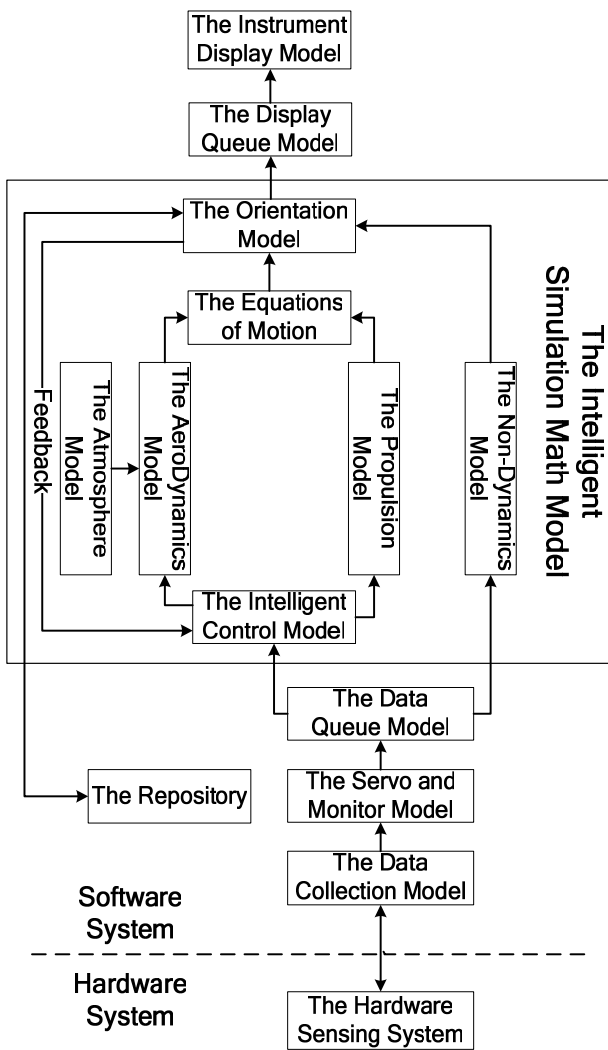 The Instrument
Display Model
The Display
Queue Model
The Orientation
Model
The Equations
of Motion
The Intelligent
Simulation Math Model
Feedback
The Atmosphere
Model
The AeroDynamics
Model
The Propulsion
Model
The Non-Dynamics
Model
The Intelligent
Control Model
The Data
Queue Model
The Repository
The Servo and
Monitor Model
The Data
Collection Model
Software
System
Hardware
System
The Hardware
Sensing System